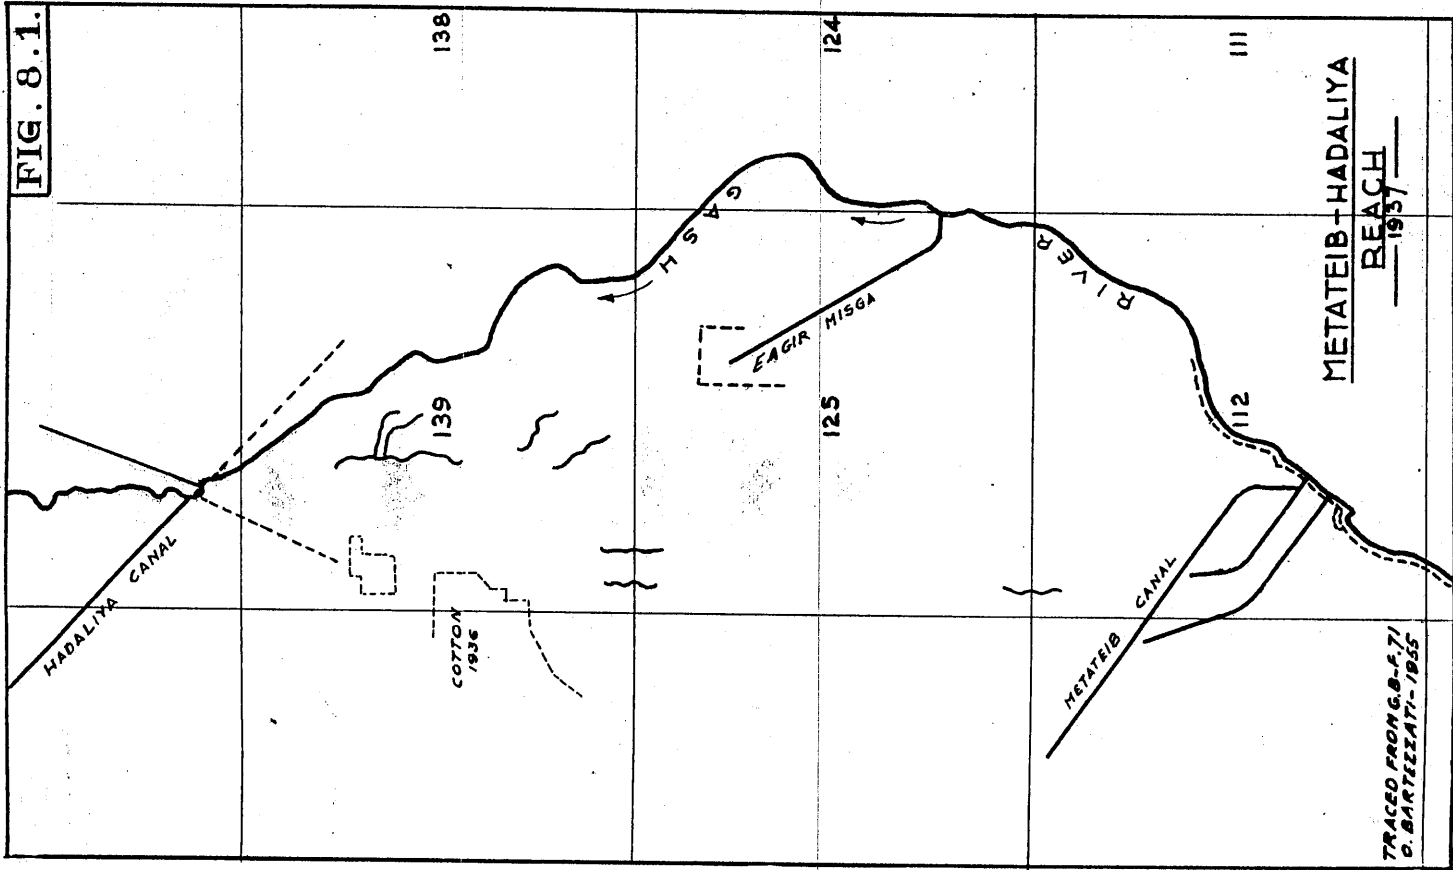 FIG. 8.1.
138
124
111
HADALIYA CANAL
139
COTTON
1936
GASH
RIVER
EAGIR MISGA
125
112
METATEIB CANAL
METATEIB-HADALIYA
REACH
1937
TRACED FROM G.B-F.71
O. BARTEZZATI-1955